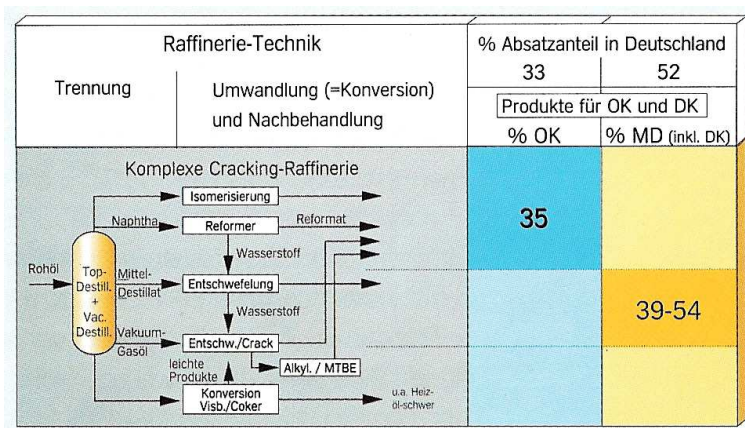 Raffinerie-Technik
% Absatzanteil in Deutschland
33
52
Trennung
Umwandlung (=Konversion)
und Nachbehandlung
Produkte für OK und DK
% OK
% MD (inkl. DK)
Komplexe Cracking-Raffinerie
Isomerisierung
Naphtha
Reformer
Reformat
35
Wasserstoff
Rohöl
Top-
Destill.
+
Vac.
Destill.
Mittel-
Destillat
Entschwefelung
39-54
Wasserstoff
Vakuum-
Gasöl
Entschw./Crack
leichte
Produkte
Alkyl. / MTBE
Konversion
Visb./Coker
u.a. Heiz-
öl-schwer